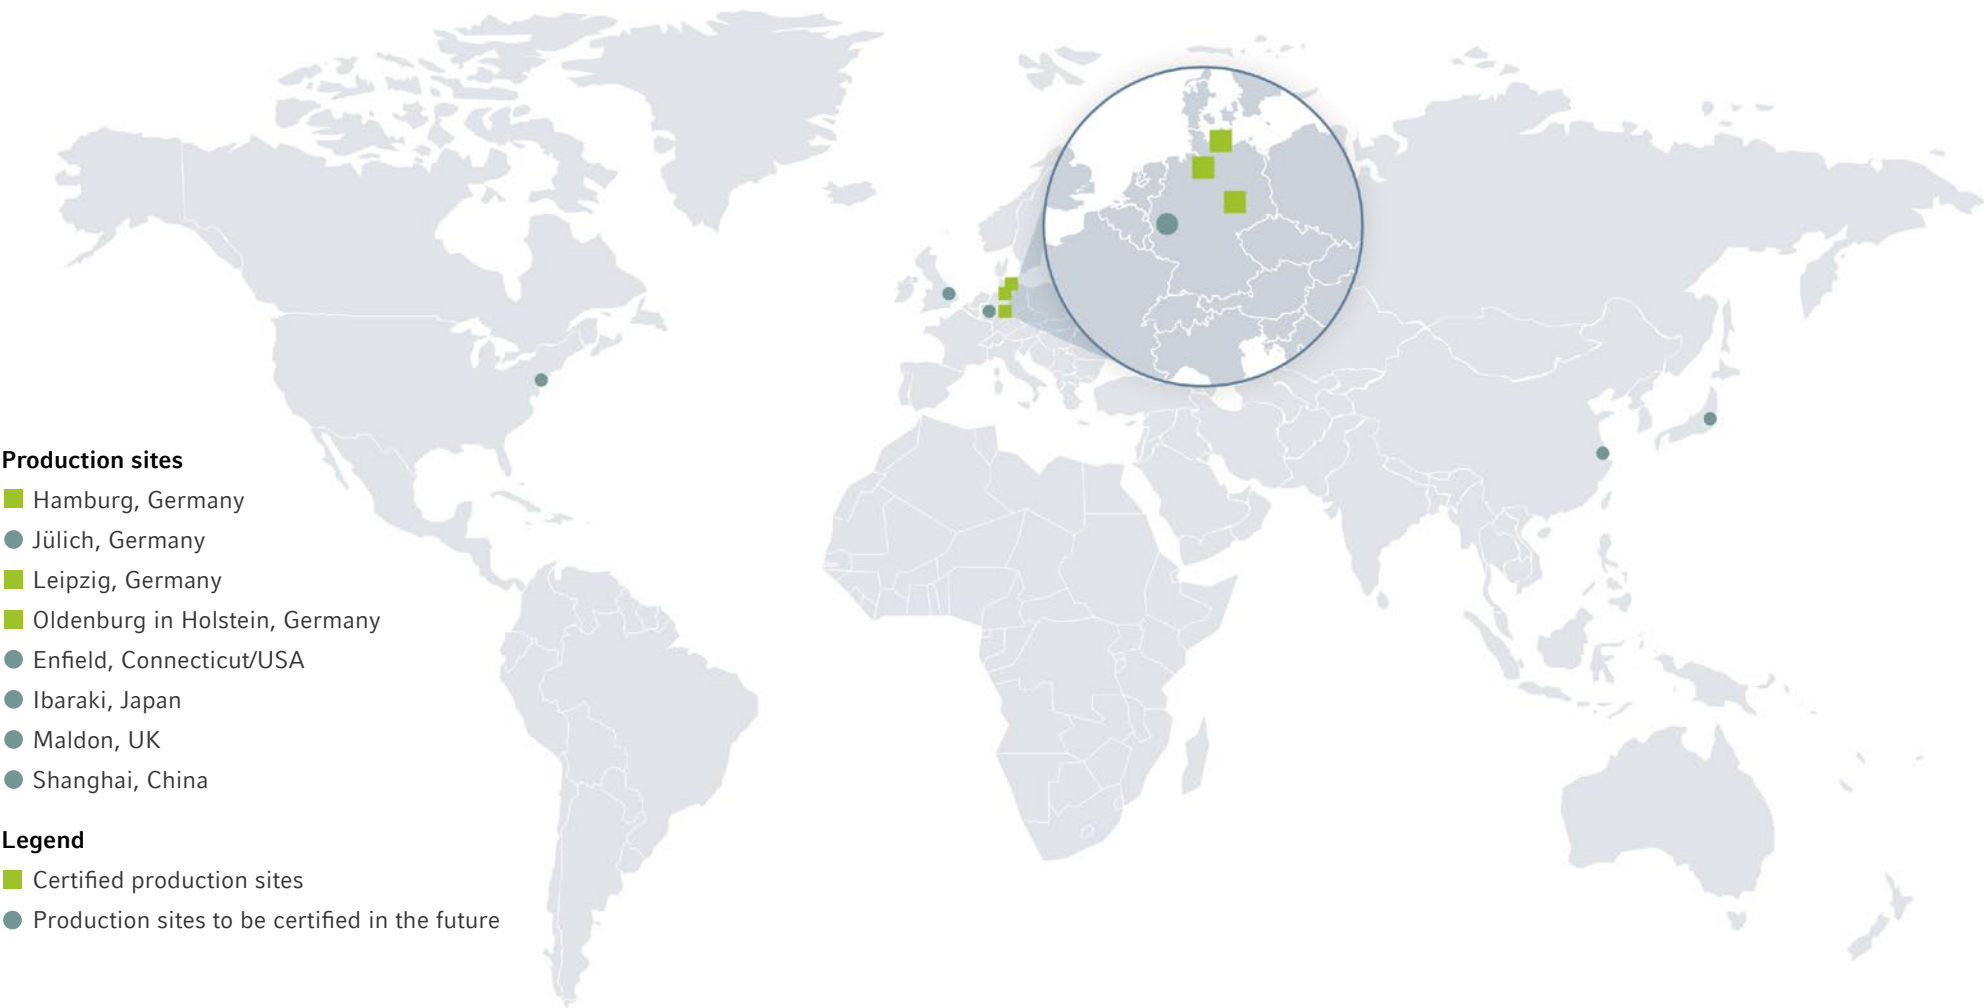 Production sites
Hamburg, Germany
Jülich, Germany
Leipzig, Germany
Oldenburg in Holstein, Germany
Enfield, Connecticut/USA
Ibaraki, Japan
Maldon, UK
Shanghai, China
Legend
Certified production sites
Production sites to be certified in the future